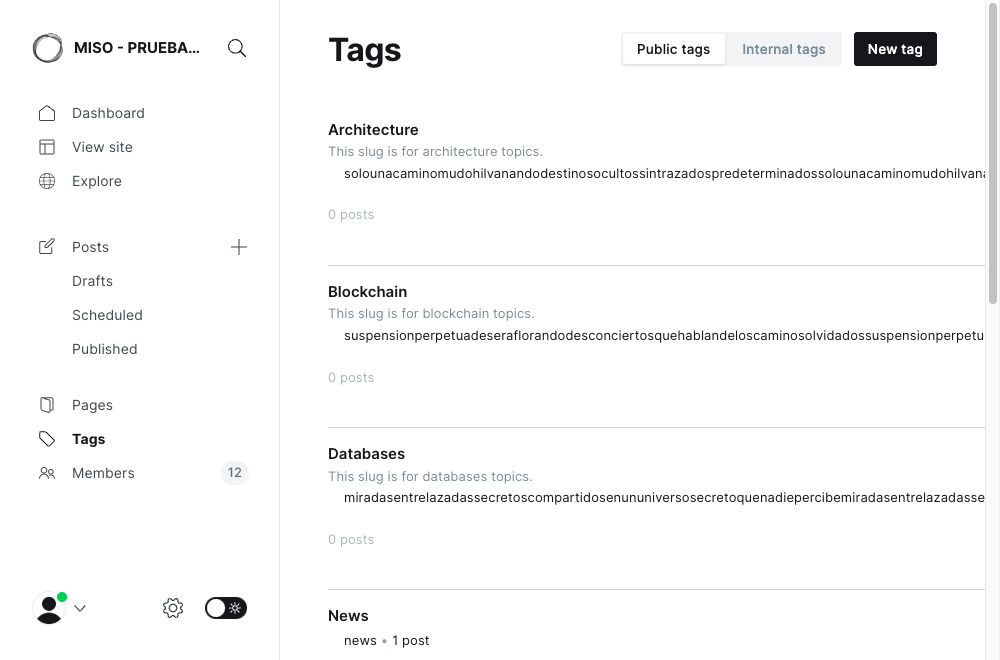 MISO - PRUEBA...
Dashboard
View site
Explore
Posts
Drafts
Scheduled
Published
Pages
Tags
Members 12
Tags
Public tags
Internal tags
New tag
Architecture
This slug is for architecture topics.
solounacaminomudohilvanandodestinosocultossintrazadospredeterminadossolounacaminomudohilvana
0 posts
Blockchain
This slug is for blockchain topics.
suspensionperpetuadeseraflorandodesconciertosquehablandeloscaminosolvidadossuspensionperpetu
0 posts
Databases
This slug is for databases topics.
miradasentrelazadassecretoscompartidosenununiversosecretoquenadiepercibemiradasentrelazadasse
0 posts
News
news • 1 post